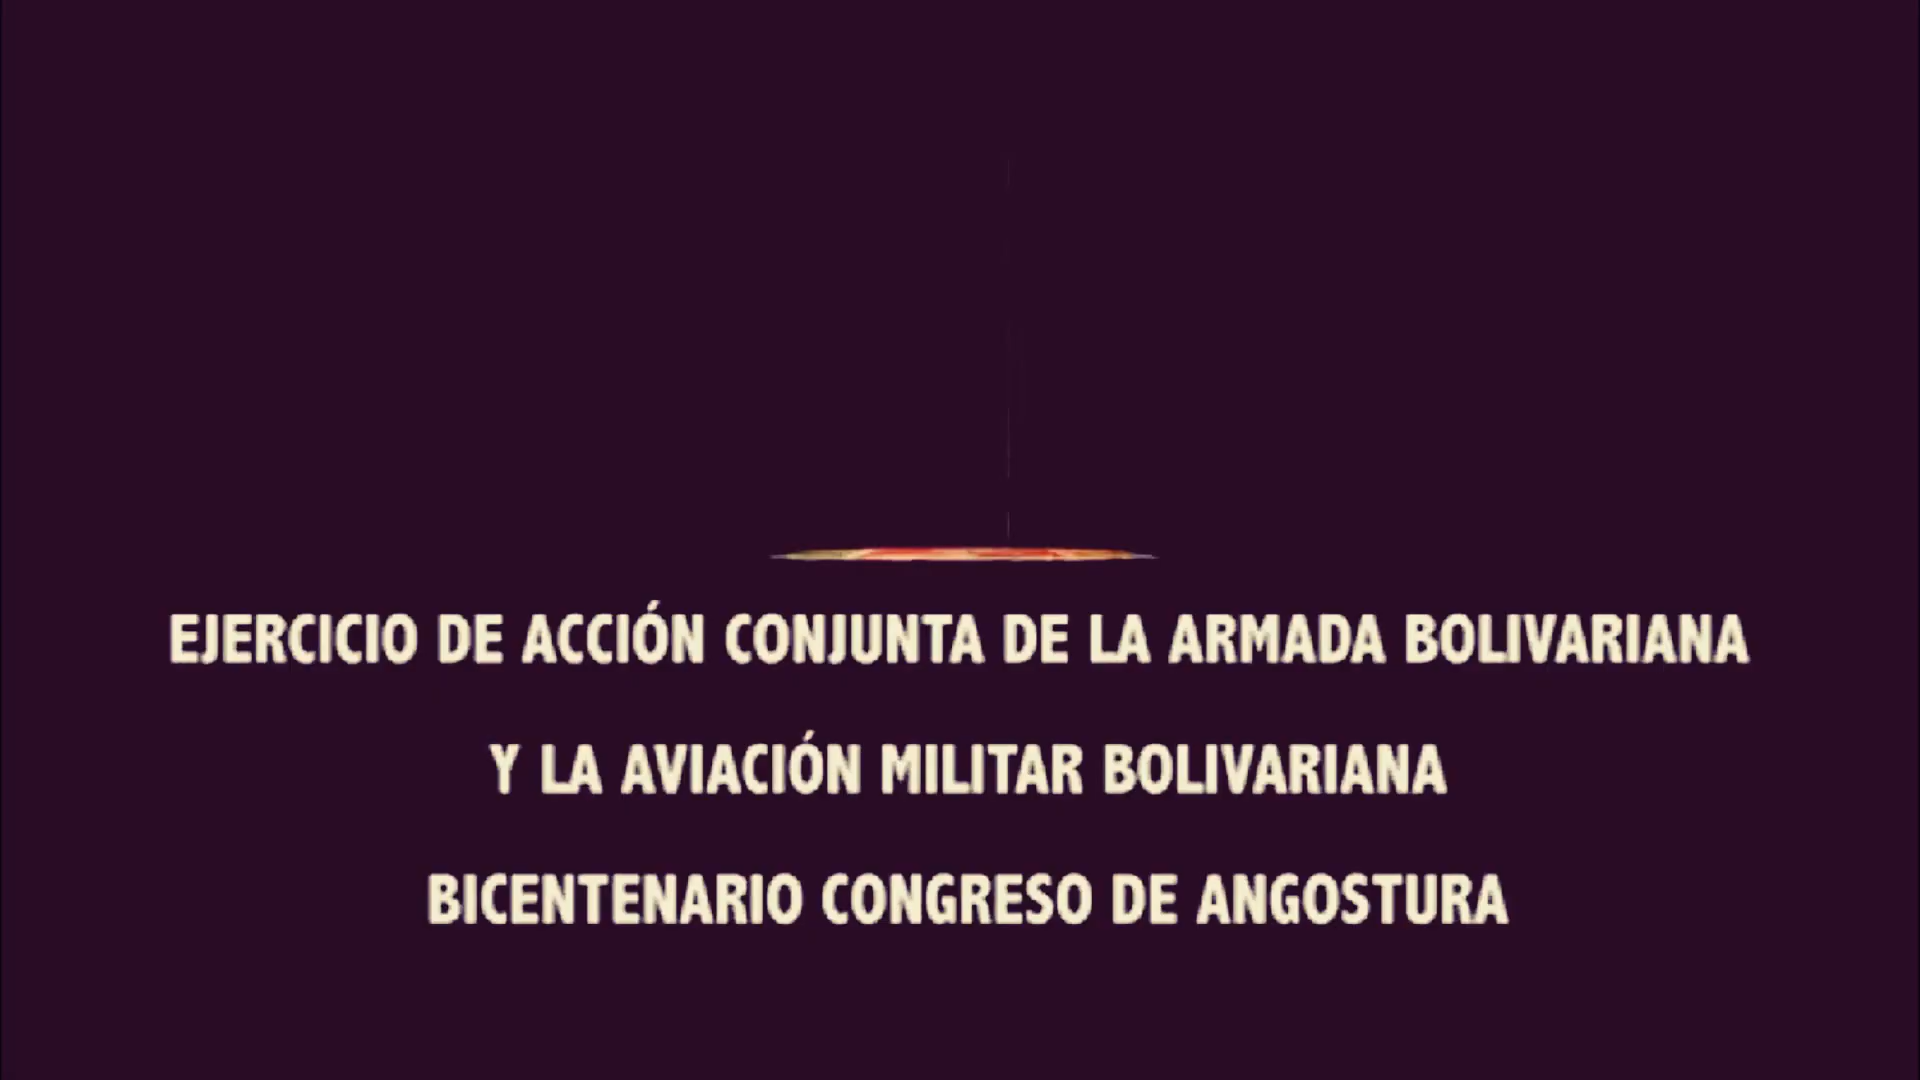 EJERCICIO DE ACCIÓN CONJUNTA DE LA ARMADA BOLIVARIANA
Y LA AVIACIÓN MILITAR BOLIVARIANA
BICENTENARIO CONGRESO DE ANGOSTURA